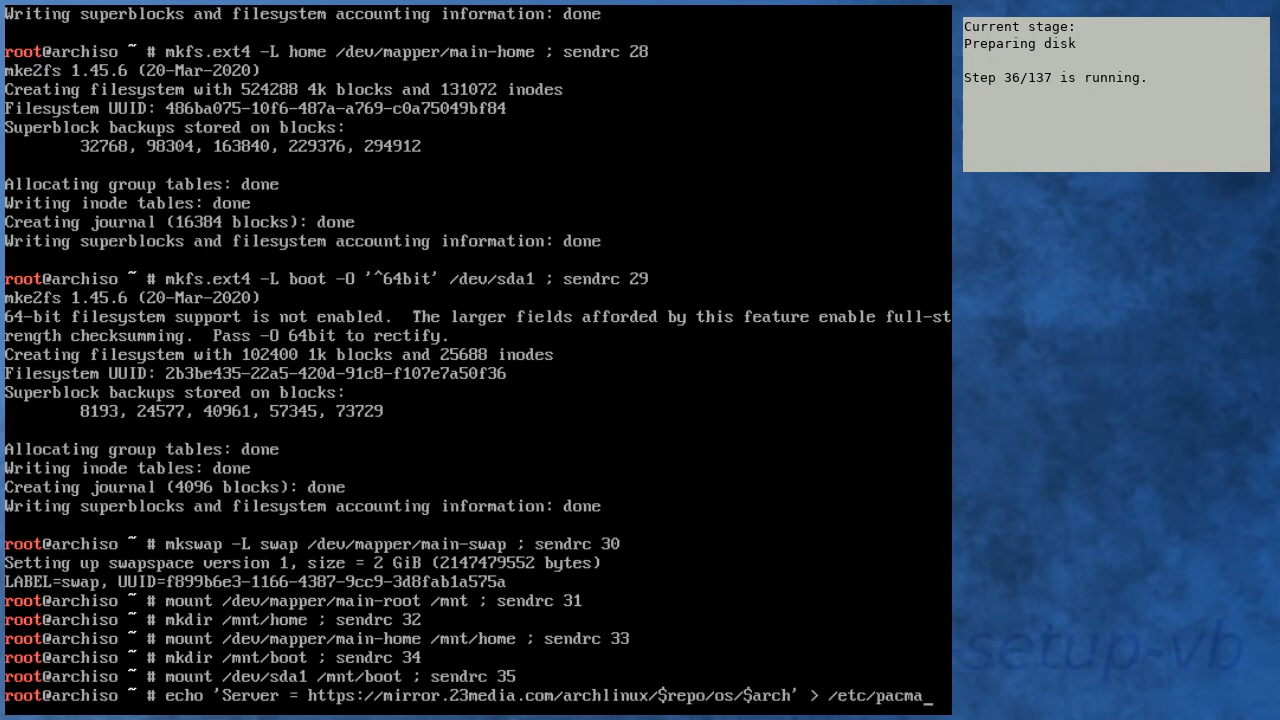 Writing superblocks and filesystem accounting information: done
root@archiso ~ # mkfs.ext4 -L home /dev/mapper/main-home ; sendrc 28
mke2fs 1.45.6 (20-Mar-2020)
Creating filesystem with 524288 4k blocks and 131072 inodes
Filesystem UUID: 486ba075-10f6-487a-a769-c0a75049bf84
Superblock backups stored on blocks:
32768, 98304, 163840, 229376, 294912
Allocating group tables: done
Writing inode tables: done
Creating journal (16384 blocks): done
Writing superblocks and filesystem accounting information: done
root@archiso ~ # mkfs.ext4 -L boot -O '^64bit' /dev/sda1 ; sendrc 29
mke2fs 1.45.6 (20-Mar-2020)
64-bit filesystem support is not enabled.  The larger fields afforded by this feature enable full-st
rength checksumming.  Pass -O 64bit to rectify.
Creating filesystem with 102400 1k blocks and 25688 inodes
Filesystem UUID: 2b3be435-22a5-420d-91c8-f107e7a50f36
Superblock backups stored on blocks:
8193, 24577, 40961, 57345, 73729
Allocating group tables: done
Writing inode tables: done
Creating journal (4096 blocks): done
Writing superblocks and filesystem accounting information: done
root@archiso ~ # mkswap -L swap /dev/mapper/main-swap ; sendrc 30
Setting up swapspace version 1, size = 2 GiB (2147479552 bytes)
LABEL=swap, UUID=f899b6e3-1166-4387-9cc9-3d8fab1a575a
root@archiso ~ # mount /dev/mapper/main-root /mnt ; sendrc 31
root@archiso ~ # mkdir /mnt/home ; sendrc 32
root@archiso ~ # mount /dev/mapper/main-home /mnt/home ; sendrc 33
root@archiso ~ # mkdir /mnt/boot ; sendrc 34
root@archiso ~ # mount /dev/sda1 /mnt/boot ; sendrc 35
root@archiso ~ # echo 'Server = https://mirror.23media.com/archlinux/$repo/os/$arch' > /etc/pacma_
Current stage:
Preparing disk
Step 36/137 is running.
-setup-vb